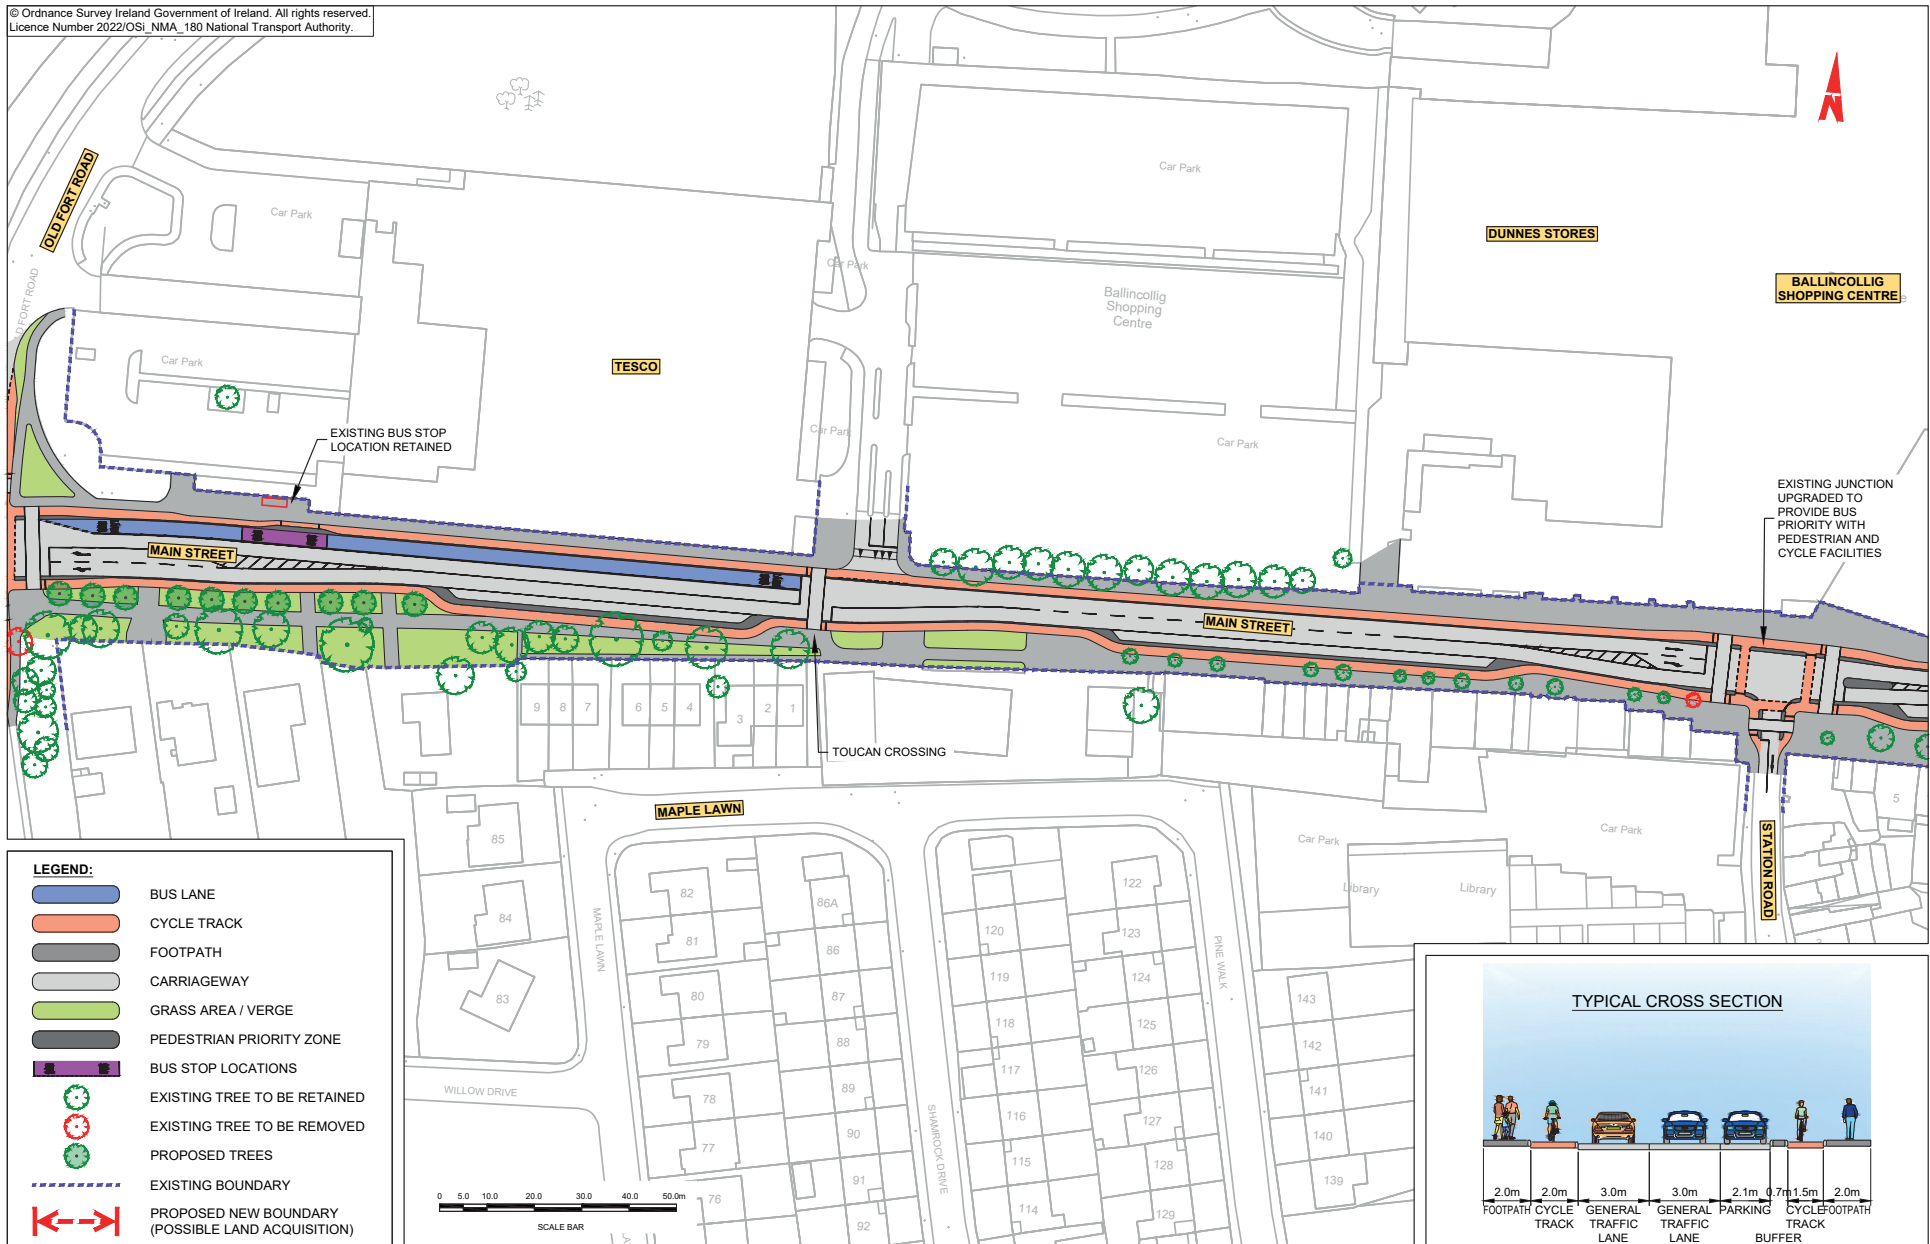 © Ordnance Survey Ireland Government of Ireland. All rights reserved.
Licence Number 2022/OSi_NMA_180 National Transport Authority.
OLD FORT ROAD
Car Park
Car Park
DUNNES STORES
BALLINCOLLIG
SHOPPING CENTRE
Car Park
Ballincollig
Shopping
Centre
Car Park
TESCO
EXISTING BUS STOP
LOCATION RETAINED
Car Park
Car Park
EXISTING JUNCTION
UPGRADED TO
PROVIDE BUS
PRIORITY WITH
PEDESTRIAN AND
CYCLE FACILITIES
MAIN STREET
MAIN STREET
9
8
7
6
5
4
3
2
1
TOUCAN CROSSING
MAPLE LAWN
STATION ROAD
5
Car Park
Car Park
Library
Library
85
84
83
MAPLE LAWN
WILLOW DRIVE
82
81
80
79
78
77
76
86A
86
87
88
89
90
91
92
SHAMROCK DRIVE
120
119
118
117
116
115
114
122
123
124
125
126
127
128
129
PINE WALK
143
142
141
140
139
LEGEND:
BUS LANE
CYCLE TRACK
FOOTPATH
CARRIAGEWAY
GRASS AREA / VERGE
PEDESTRIAN PRIORITY ZONE
BUS STOP LOCATIONS
EXISTING TREE TO BE RETAINED
EXISTING TREE TO BE REMOVED
PROPOSED TREES
EXISTING BOUNDARY
PROPOSED NEW BOUNDARY
(POSSIBLE LAND ACQUISITION)
0 5.0 10.0 20.0 30.0 40.0 50.0m
SCALE BAR
TYPICAL CROSS SECTION
2.0m 2.0m 3.0m 3.0m 2.1m 0.7m 1.5m 2.0m
FOOTPATH CYCLE GENERAL GENERAL PARKING CYCLE FOOTPATH
TRACK TRAFFIC TRAFFIC TRACK
LANE LANE BUFFER